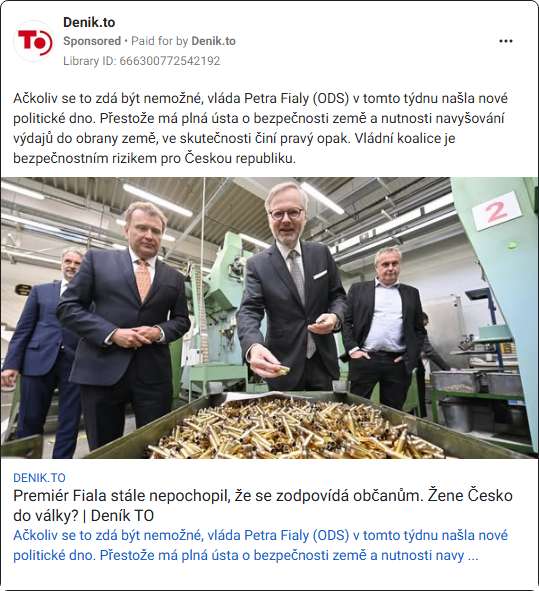 Denik.to
Sponsored • Paid for by Denik.to
Library ID: 666300772542192
TO
Ačkoliv se to zdá být nemožné, vláda Petra Fialy (ODS) v tomto týdnu našla nové
politické dno. Přestože má plná ústa o bezpečnosti země a nutnosti navyšování
výdajů do obrany země, ve skutečnosti činí pravý opak. Vládní koalice je
bezpečnostním rizikem pro Českou republiku.
2
DENIK.TO
Premiér Fiala stále nepochopil, že se zodpovídá občanům. Žene Česko
do války? | Deník TO
Ačkoliv se to zdá být nemožné, vláda Petra Fialy (ODS) v tomto týdnu našla nové
politické dno. Přestože má plná ústa o bezpečnosti země a nutnosti navy ...